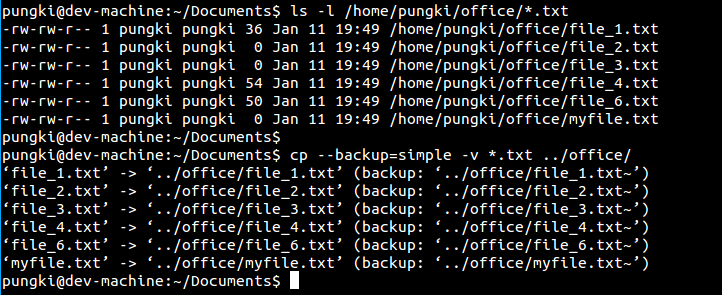 pungki@dev-machine:~/Documents$ ls -l /home/pungki/office/*.txt
-rw-rw-r-- 1 pungki pungki 36 Jan 11 19:49 /home/pungki/office/file_1.txt
-rw-rw-r-- 1 pungki pungki  0 Jan 11 19:49 /home/pungki/office/file_2.txt
-rw-rw-r-- 1 pungki pungki  0 Jan 11 19:49 /home/pungki/office/file_3.txt
-rw-rw-r-- 1 pungki pungki 54 Jan 11 19:49 /home/pungki/office/file_4.txt
-rw-rw-r-- 1 pungki pungki 50 Jan 11 19:49 /home/pungki/office/file_6.txt
-rw-rw-r-- 1 pungki pungki  0 Jan 11 19:49 /home/pungki/office/myfile.txt
pungki@dev-machine:~/Documents$
pungki@dev-machine:~/Documents$ cp --backup=simple -v *.txt ../office/
‘file_1.txt’ -> ‘../office/file_1.txt’ (backup: ‘../office/file_1.txt~’)
‘file_2.txt’ -> ‘../office/file_2.txt’ (backup: ‘../office/file_2.txt~’)
‘file_3.txt’ -> ‘../office/file_3.txt’ (backup: ‘../office/file_3.txt~’)
‘file_4.txt’ -> ‘../office/file_4.txt’ (backup: ‘../office/file_4.txt~’)
‘file_6.txt’ -> ‘../office/file_6.txt’ (backup: ‘../office/file_6.txt~’)
‘myfile.txt’ -> ‘../office/myfile.txt’ (backup: ‘../office/myfile.txt~’)
pungki@dev-machine:~/Documents$